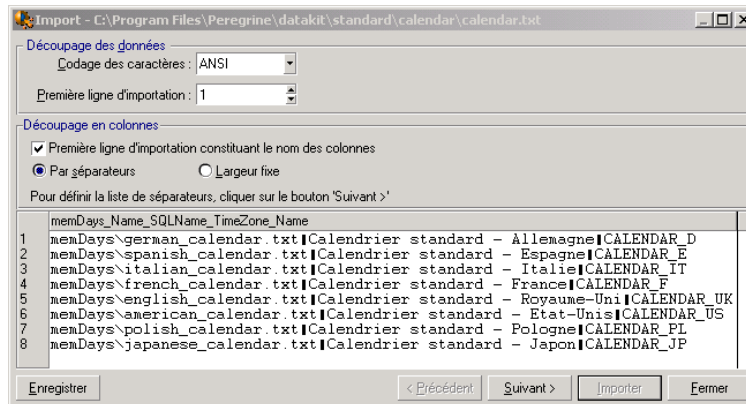 Import - C:\Program Files\Peregrine\datakit\standard\calendar\calendar.txt
Découpage des données
Codage des caractères : ANSI
Première ligne d'importation : 1
Découpage en colonnes
Première ligne d'importation constituant le nom des colonnes
Par séparateurs Largeur fixe
Pour définir la liste de séparateurs, cliquer sur le bouton 'Suivant >'
memDays_Name_SQLName_TimeZone_Name
1 memDays\german_calendar.txt|Calendrier standard - Allemagne|CALENDAR_D
2 memDays\spanish_calendar.txt|Calendrier standard - Espagne|CALENDAR_E
3 memDays\italian_calendar.txt|Calendrier standard - Italie|CALENDAR_IT
4 memDays\french_calendar.txt|Calendrier standard - France|CALENDAR_F
5 memDays\english_calendar.txt|Calendrier standard - Royaume-Uni|CALENDAR_UK
6 memDays\american_calendar.txt|Calendrier standard - Etat-Unis|CALENDAR_US
7 memDays\polish_calendar.txt|Calendrier standard - Pologne|CALENDAR_PL
8 memDays\japanese_calendar.txt|Calendrier standard - Japon|CALENDAR_JP
Enregistrer < Précédent Suivant > Importer Fermer